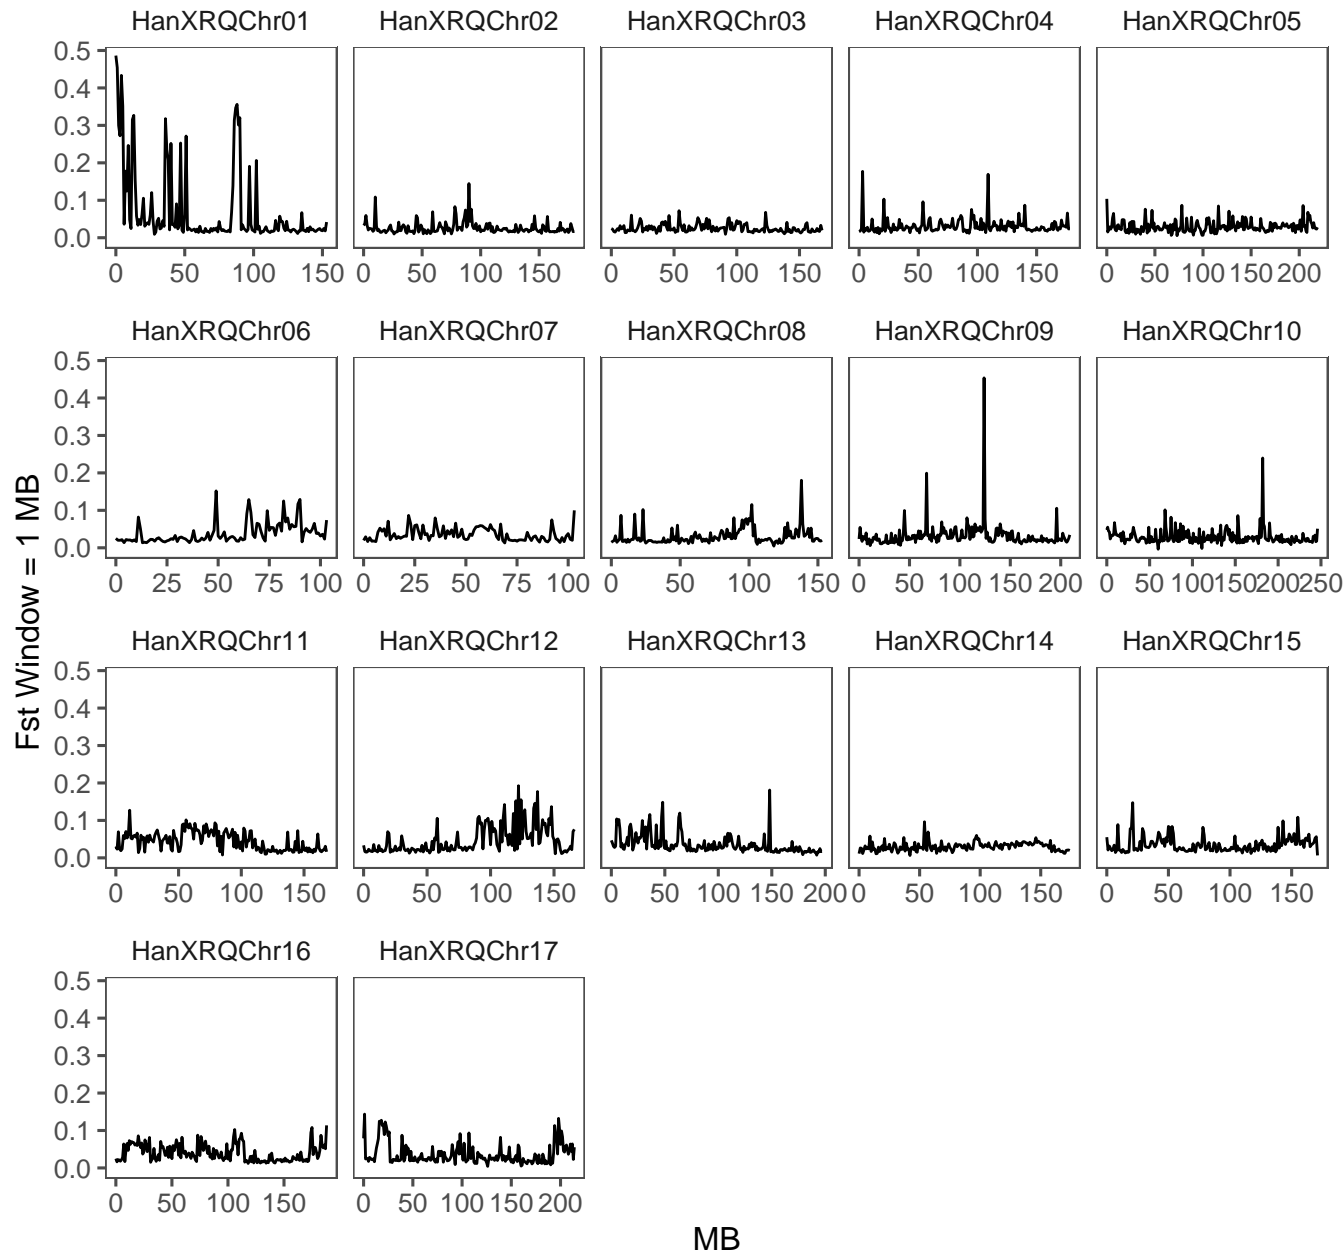 HanXRQChr01 HanXRQChr02 HanXRQChr03 HanXRQChr04 HanXRQChr05
0.5
0.4
0.3
0.2
0.1
0.0
0 50 100 150 0 50 100 150 0 50 100 150 0 50 100 150 0 50 100 150 200
HanXRQChr06 HanXRQChr07 HanXRQChr08 HanXRQChr09 HanXRQChr10
0.5
0.4
0.3
0.2
0.1
0.0
0 25 50 75 100 0 25 50 75 100 0 50 100 150 0 50 100 150 200 0 50 100 150 200 250
Fst Window = 1 MB
HanXRQChr11 HanXRQChr12 HanXRQChr13 HanXRQChr14 HanXRQChr15
0.5
0.4
0.3
0.2
0.1
0.0
0 50 100 150 0 50 100 150 0 50 100 150 200 0 50 100 150 0 50 100 150
HanXRQChr16 HanXRQChr17
0.5
0.4
0.3
0.2
0.1
0.0
0 50 100 150 0 50 100 150 200
MB